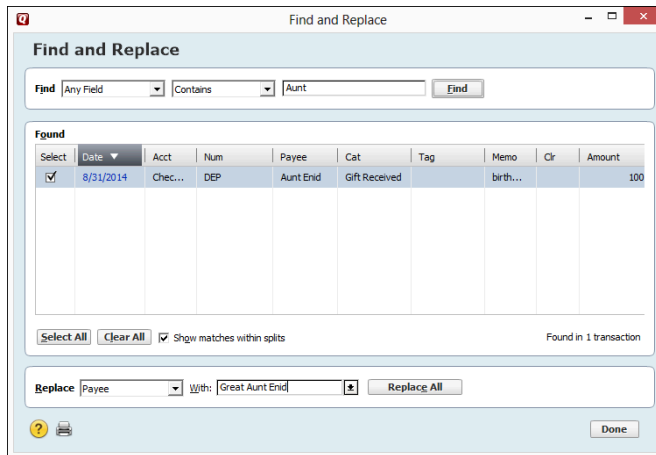 Find and Replace
Find and Replace
Find Any Field Contains Aunt Find
Found
Select Date Acct Num Payee Cat Tag Memo Clr Amount
8/31/2014 Chec... DEP Aunt Enid Gift Received birth... 100
Select All Clear All Show matches within splits Found in 1 transaction
Replace Payee With: Great Aunt Enid Replace All
? Done